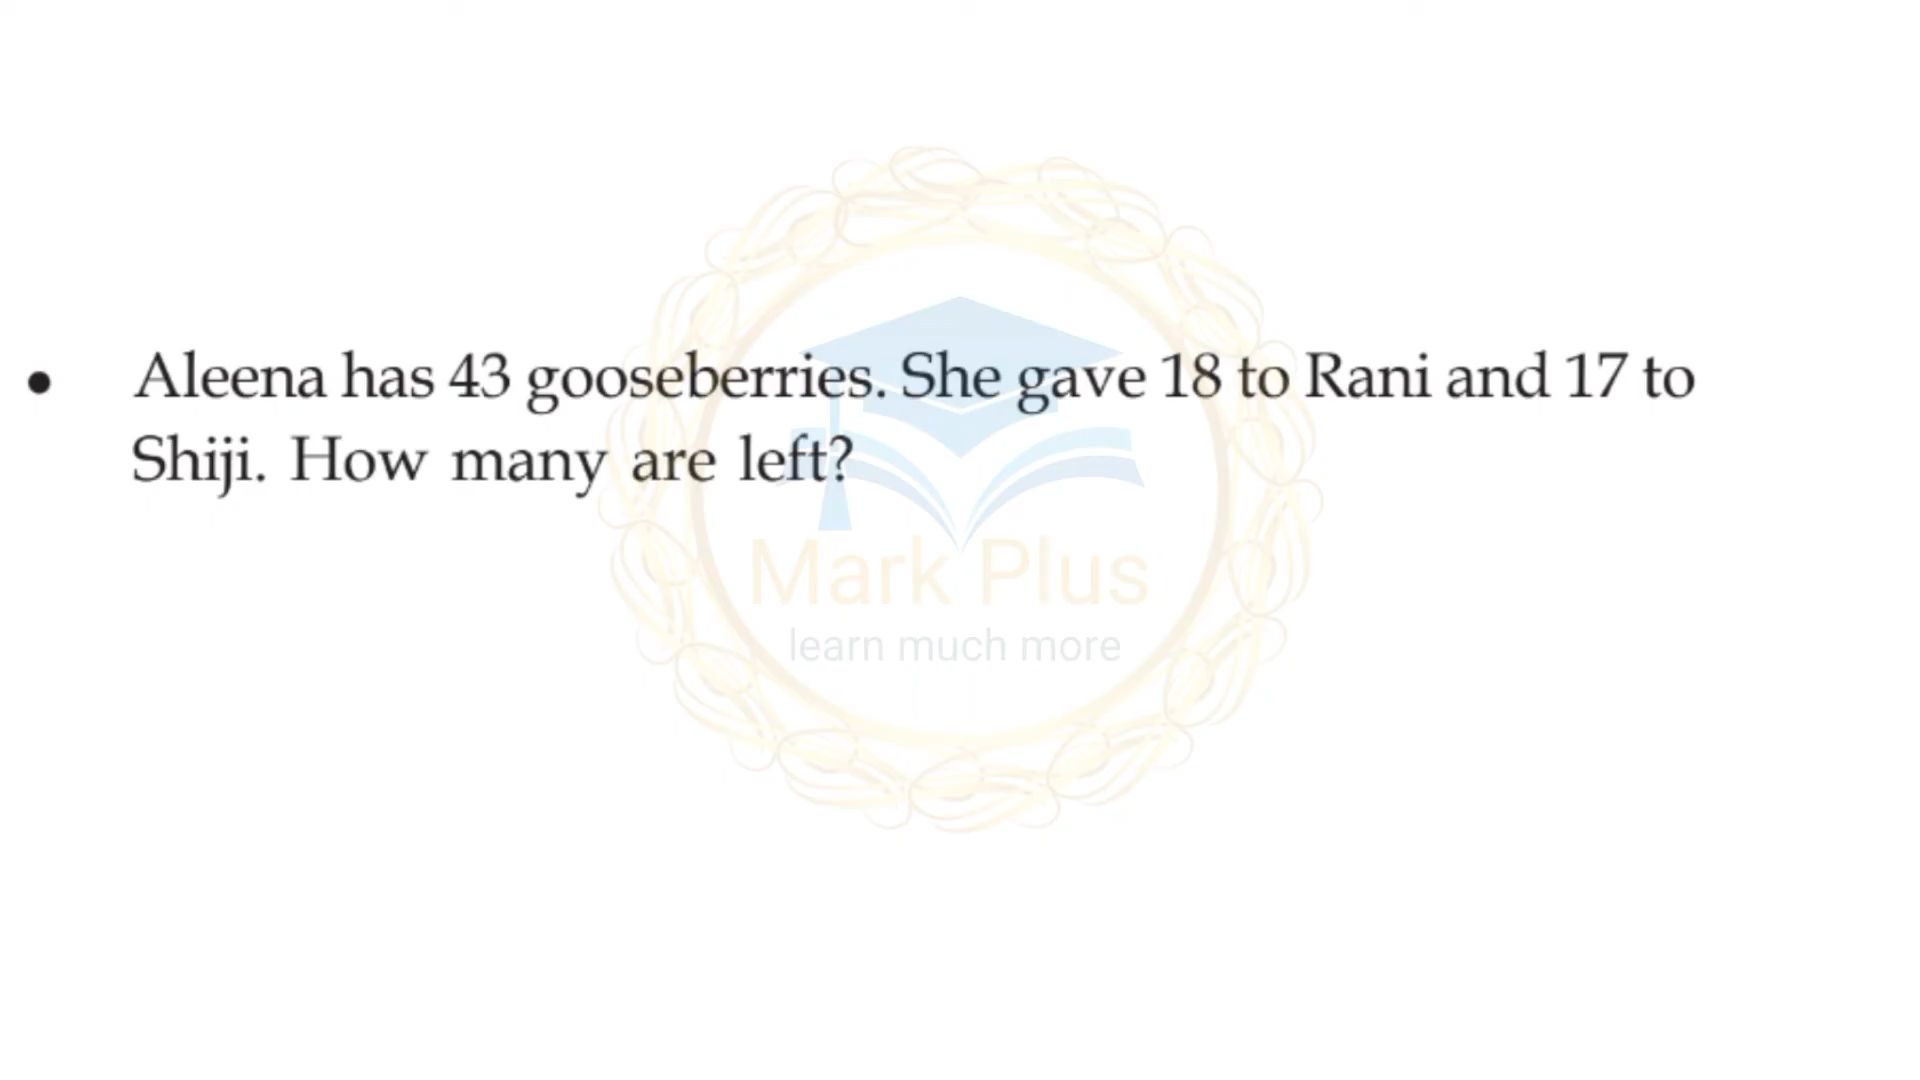 • Aleena has 43 gooseberries. She gave 18 to Rani and 17 to
Shiji. How many are left?
Mark Plus
learn much more